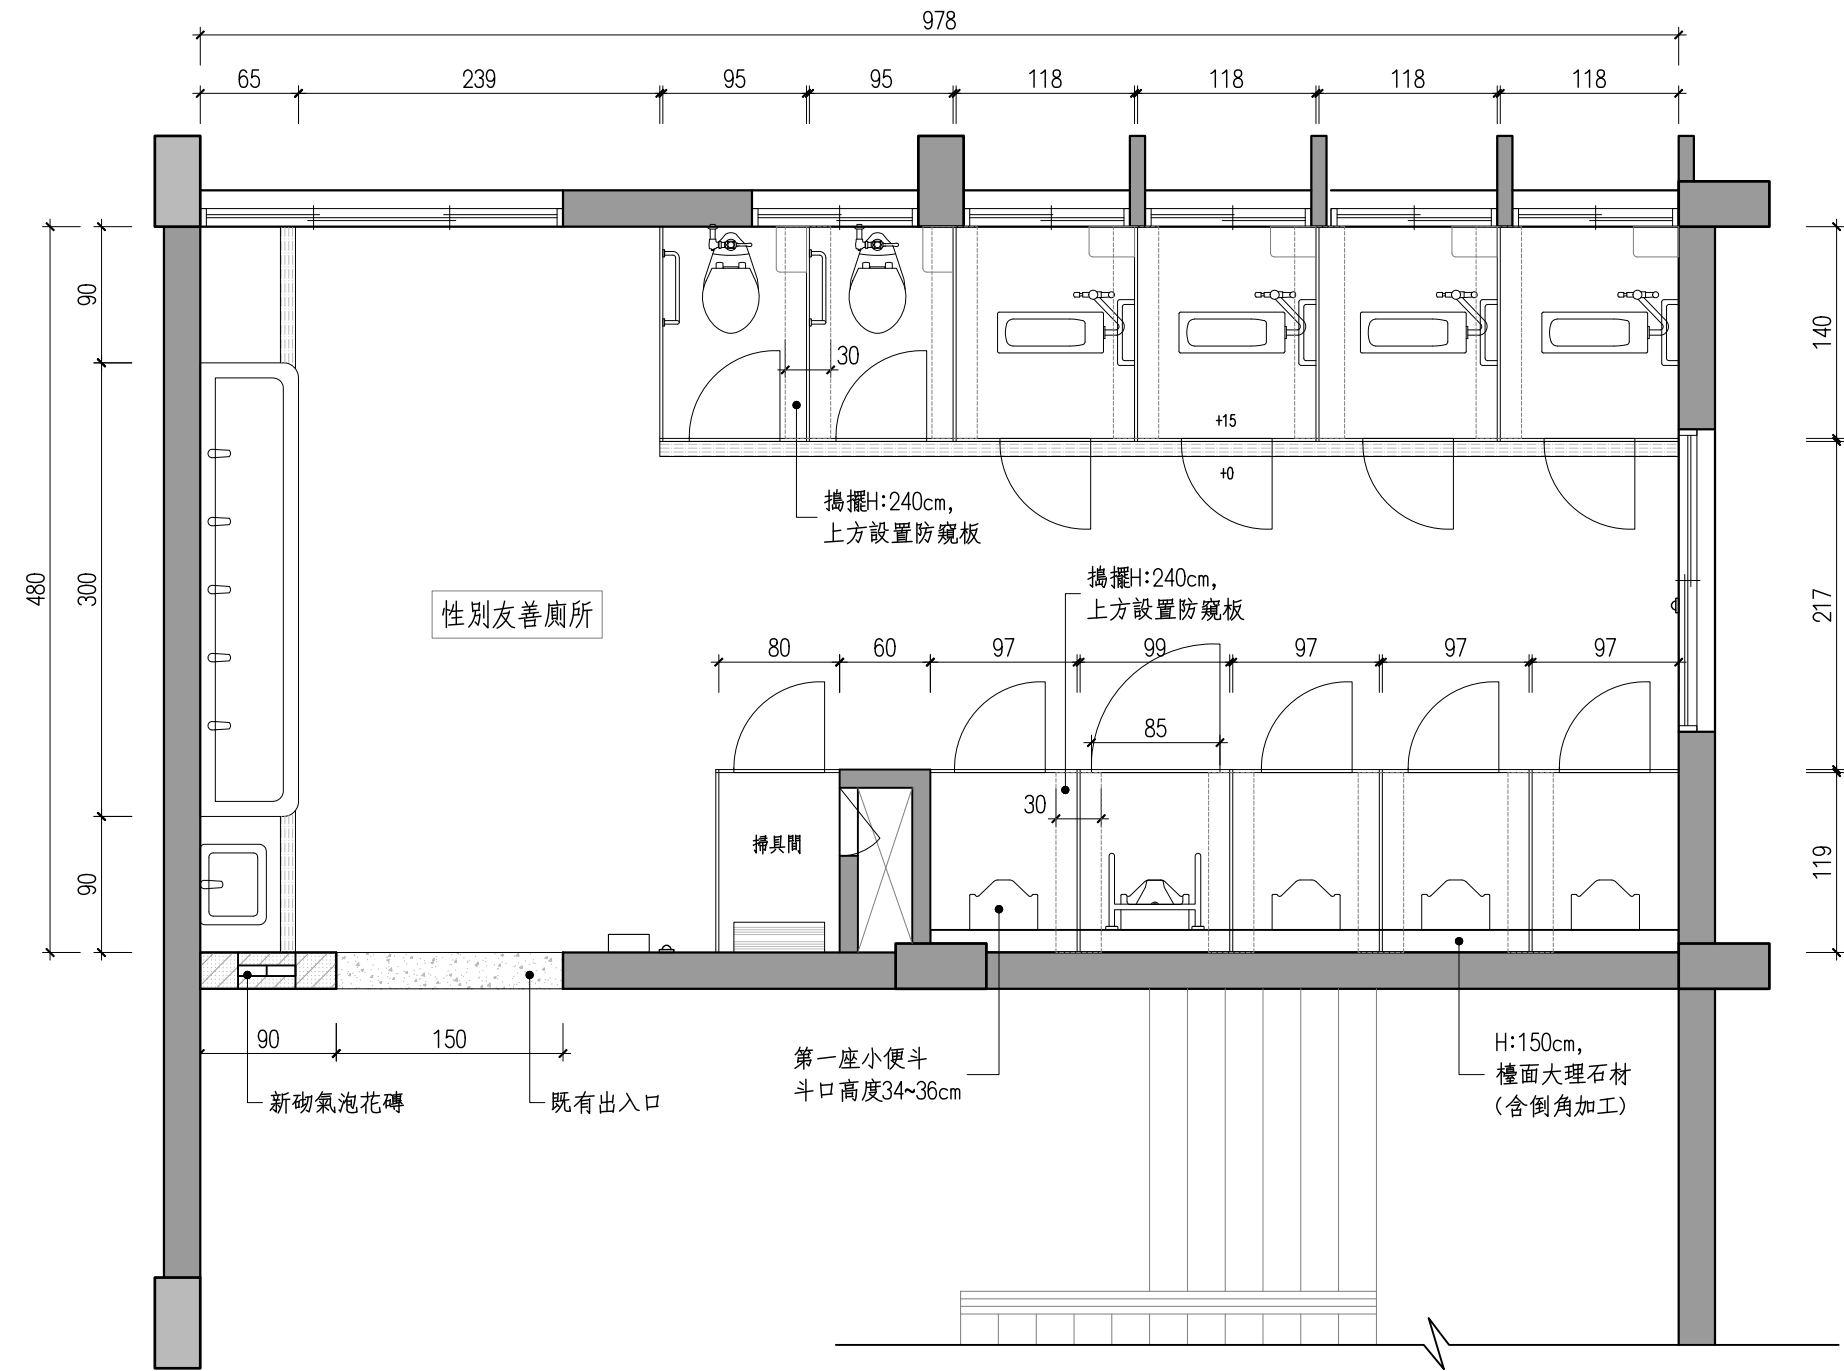 978
65
239
95
95
118
118
118
118
90
480
300
90
140
217
119
30
+15
+0
搗擺H:240cm,
上方設置防窺板
搗擺H:240cm,
上方設置防窺板
性別友善廁所
80
60
97
99
97
97
97
85
30
掃具間
90
150
新砌氣泡花磚
既有出入口
第一座小便斗
斗口高度34~36cm
H:150cm,
檯面大理石材
(含倒角加工)